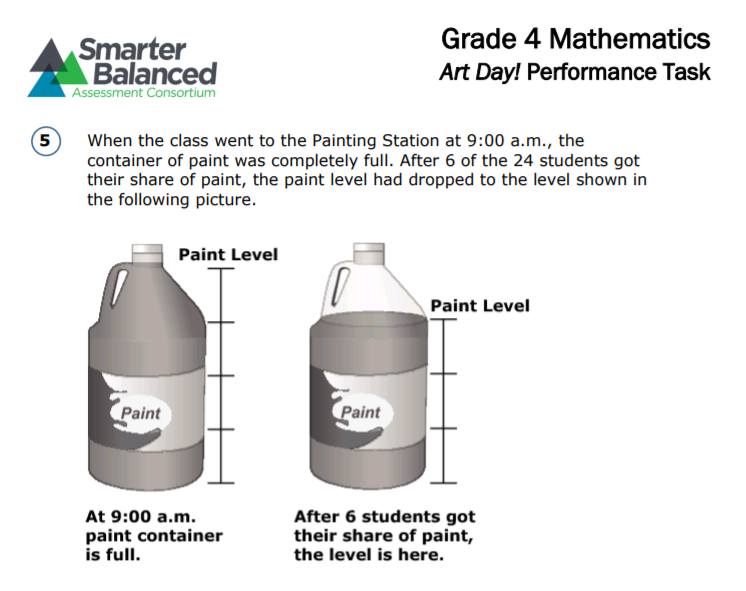 Smarter
Balanced
Assessment Consortium
Grade 4 Mathematics
Art Day! Performance Task
5
When the class went to the Painting Station at 9:00 a.m., the
container of paint was completely full. After 6 of the 24 students got
their share of paint, the paint level had dropped to the level shown in
the following picture.
Paint Level
Paint Level
Paint
Paint
At 9:00 a.m.
paint container
is full.
After 6 students got
their share of paint,
the level is here.